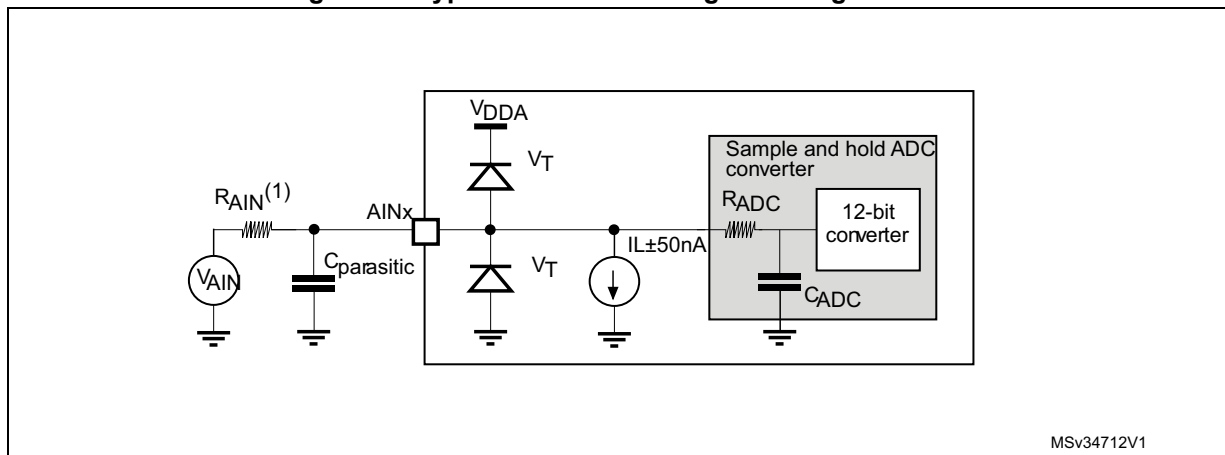 VDDA
VT
Sample and hold ADC
converter
RAIN(1)
AINx
RADC
12-bit
converter
IL±50nA
Cparasitic
VT
VAIN
CADC
MSv34712V1